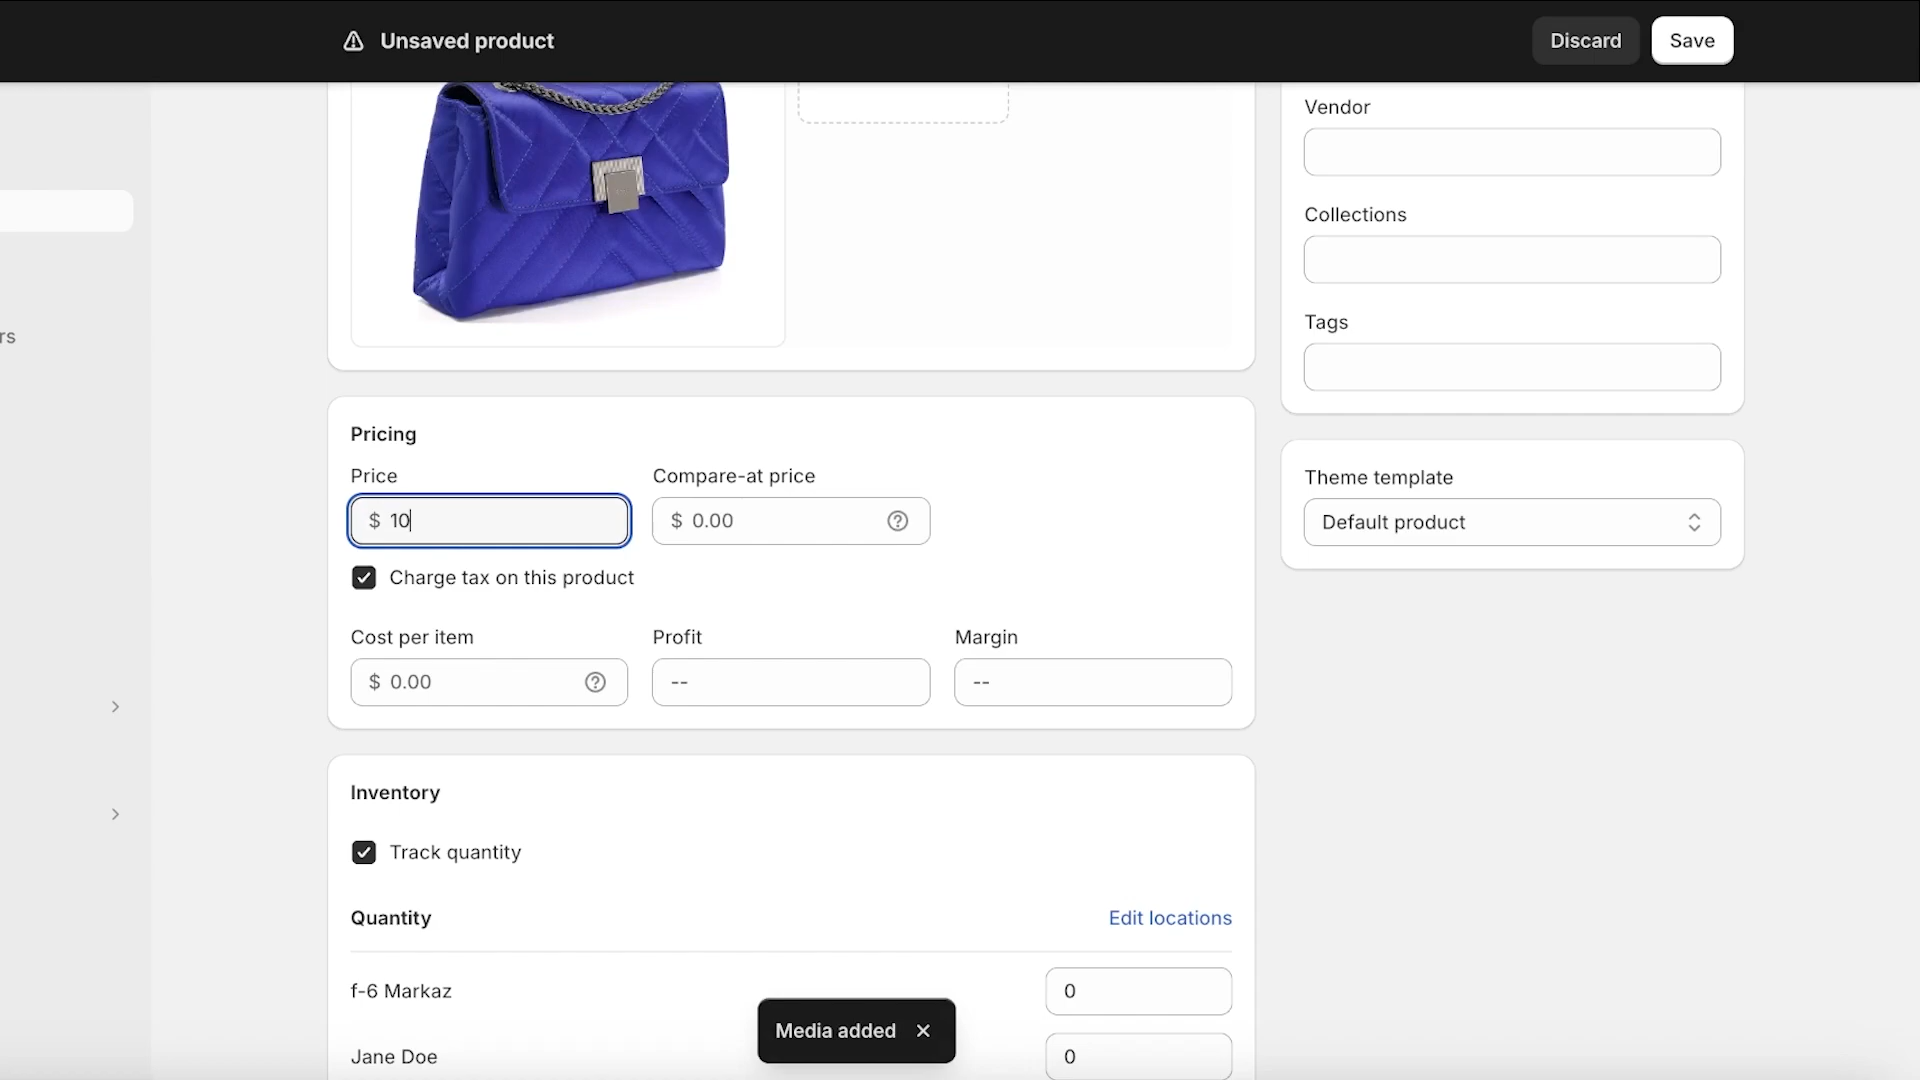 Unsaved product
Discard
Save
rs
Vendor
Collections
Tags
Theme template
Default product
Pricing
Price
Compare-at price
$ 10
$ 0.00
Charge tax on this product
Cost per item
Profit
Margin
$ 0.00
--
--
Inventory
Track quantity
Quantity
Edit locations
f-6 Markaz
0
Media added
Jane Doe
0